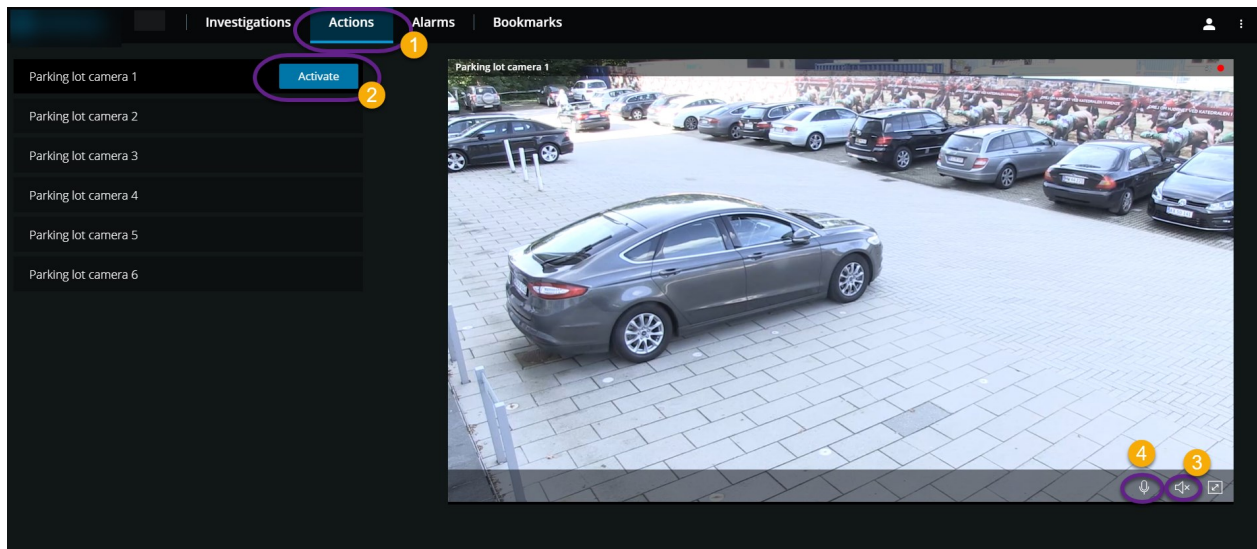 Investigations Actions Alarms Bookmarks
1
Parking lot camera 1 Activate
2
Parking lot camera 2
Parking lot camera 3
Parking lot camera 4
Parking lot camera 5
Parking lot camera 6
Parking lot camera 1
4
3